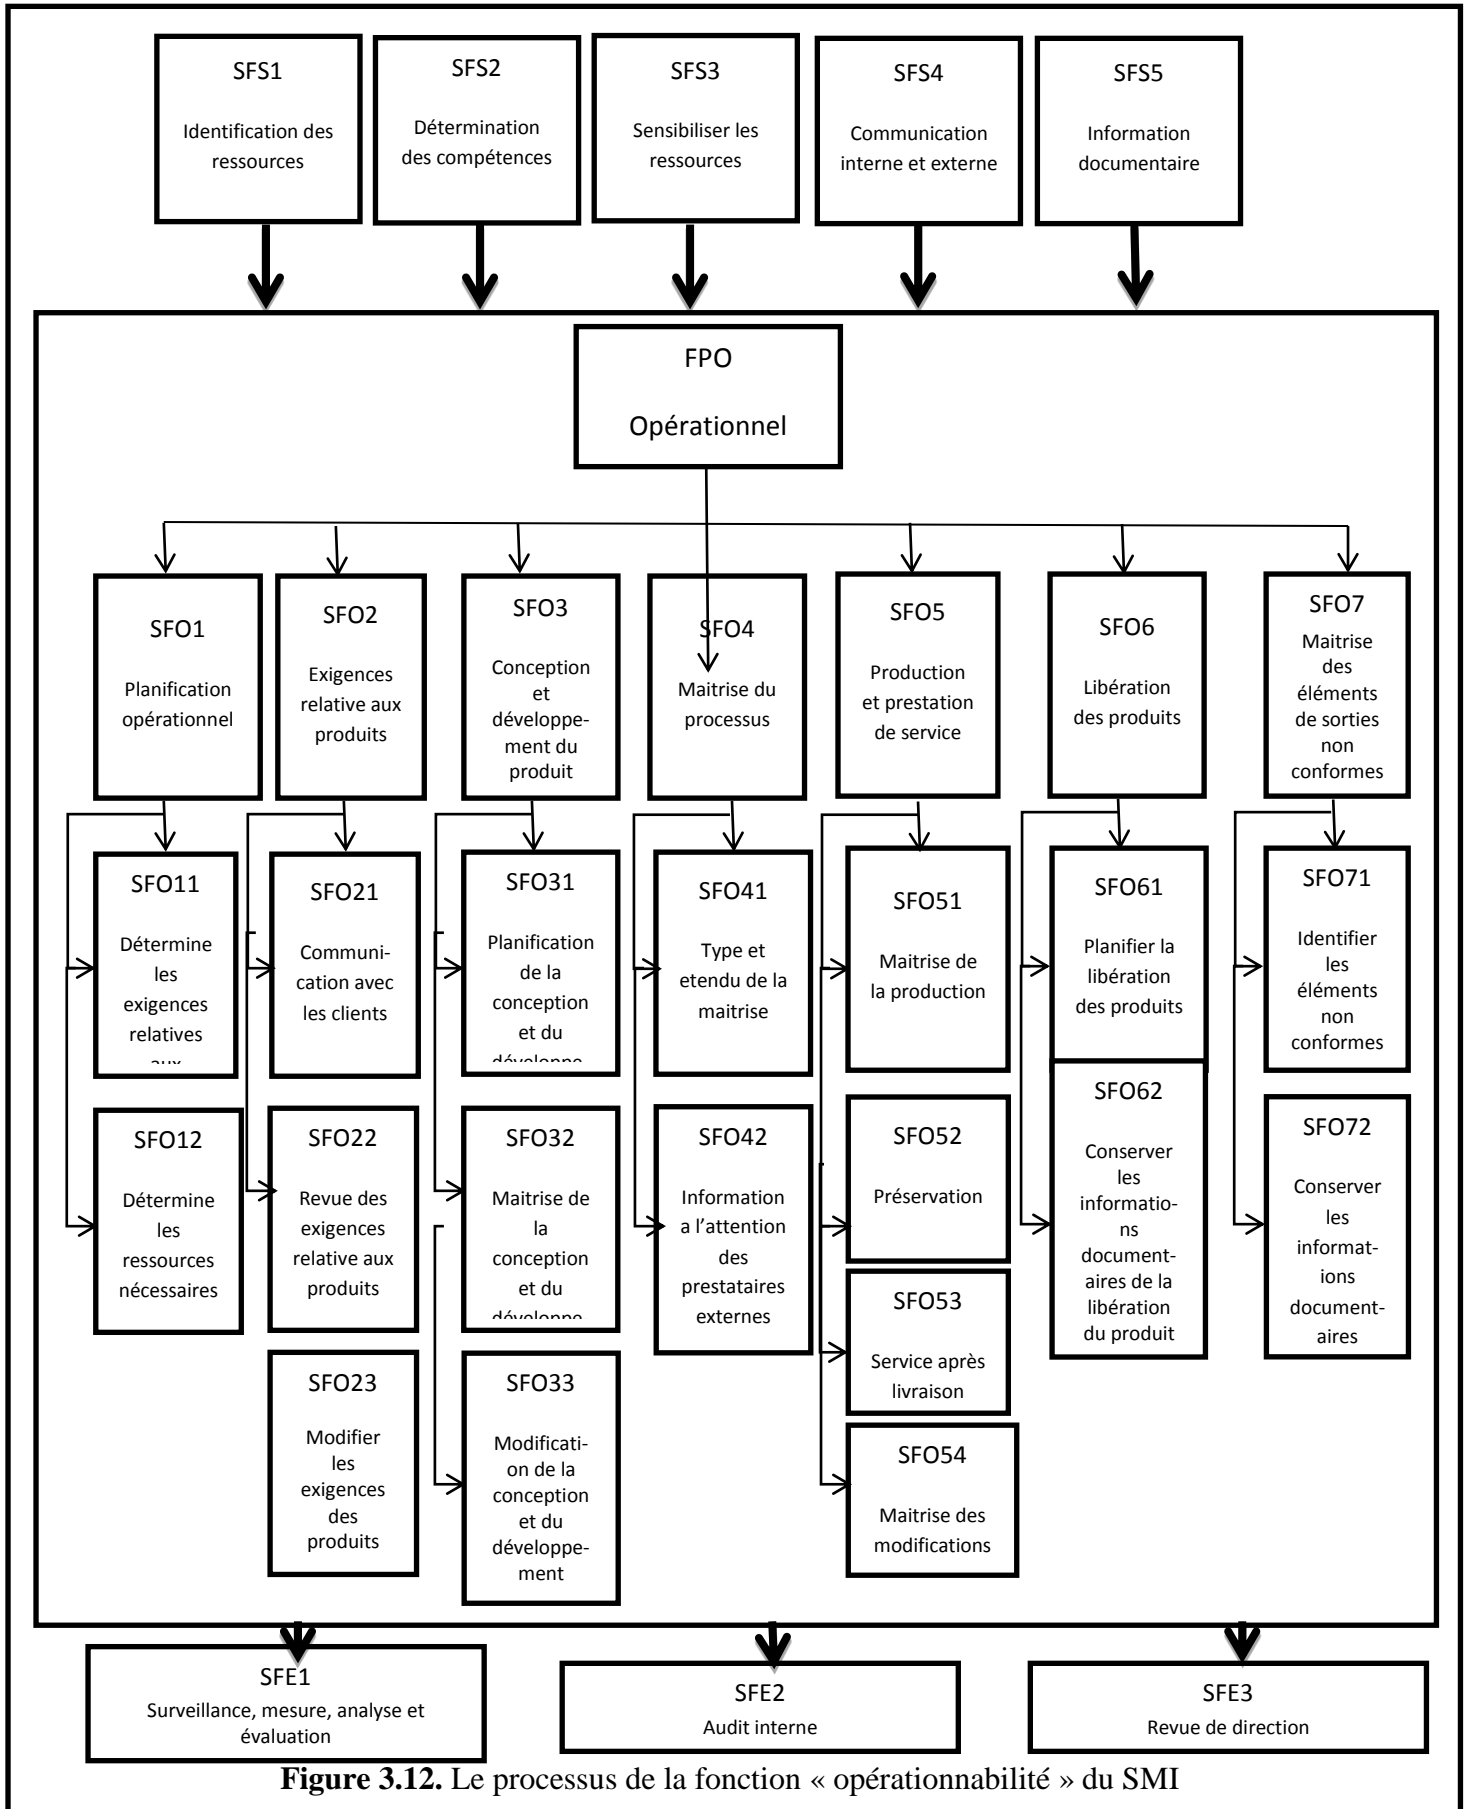 SFS1
Identification des
ressources
SFS2
Détermination
des compétences
SFS3
Sensibiliser les
ressources
SFS4
Communication
interne et externe
SFS5
Information
documentaire
FPO
Opérationnel
SFO1
Planification
opérationnel
SFO2
Exigences
relative aux
produits
SFO3
Conception
et
développe-
ment du
produit
SFO4
Maitrise du
processus
SFO5
Production
et prestation
de service
SFO6
Libération
des produits
SFO7
Maitrise
des
éléments
de sorties
non
conformes
SFO11
Détermine
les
exigences
relatives
aux
SFO21
Communi-
cation avec
les clients
SFO31
Planification
de la
conception
et du
développe-
SFO41
Type et
etendu de la
maitrise
SFO51
Maitrise de
la production
SFO61
Planifier la
libération
des produits
SFO71
Identifier
les
éléments
non
conformes
SFO12
Détermine
les
ressources
nécessaires
SFO22
Revue des
exigences
relative aux
produits
SFO32
Maitrise de
la
conception
et du
développe-
SFO42
Information
a l’attention
des
prestataires
externes
SFO52
Préservation
SFO62
Conserver
les
informatio-
ns
document-
aires de la
libération
du produit
SFO72
Conserver
les
informat-
ions
document-
aires
SFO23
Modifier
les
exigences
des
produits
SFO33
Modificati-
on de la
conception
et du
développe-
ment
SFO53
Service après
livraison
SFO54
Maitrise des
modifications
SFE1
Surveillance, mesure, analyse et
évaluation
SFE2
Audit interne
SFE3
Revue de direction
Figure 3.12. Le processus de la fonction « opérationnabilité » du SMI